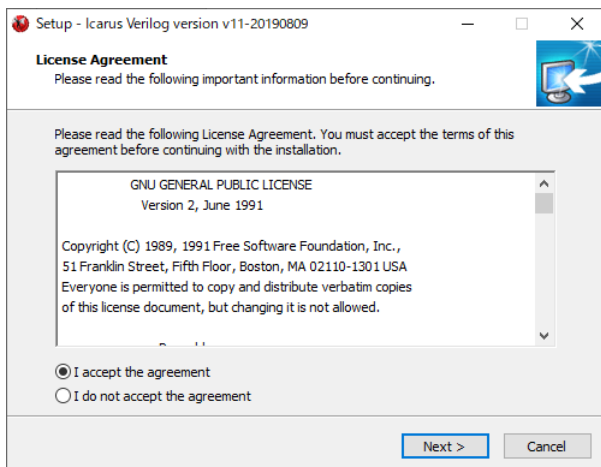 Setup - Icarus Verilog version v11-20190809
License Agreement
Please read the following important information before continuing.
Please read the following License Agreement. You must accept the terms of this
agreement before continuing with the installation.
GNU GENERAL PUBLIC LICENSE
Version 2, June 1991
Copyright (C) 1989, 1991 Free Software Foundation, Inc.,
51 Franklin Street, Fifth Floor, Boston, MA 02110-1301 USA
Everyone is permitted to copy and distribute verbatim copies
of this license document, but changing it is not allowed.
I accept the agreement
I do not accept the agreement
Next >
Cancel